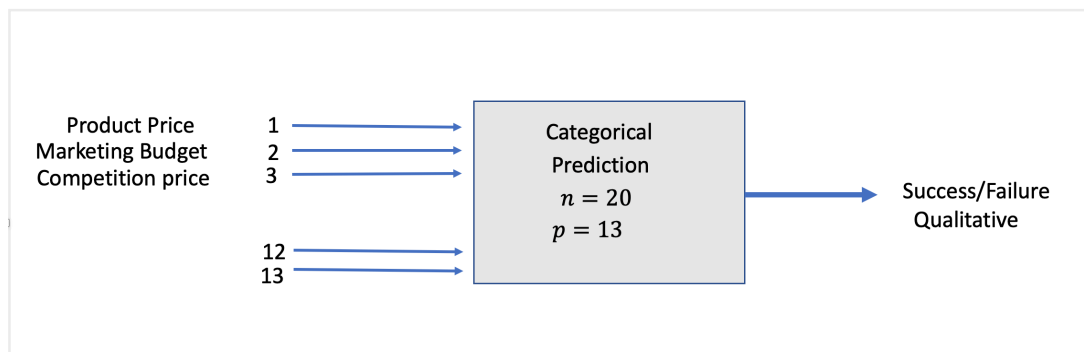 Product Price 1
Marketing Budget 2
Competition price 3
12
13
Categorical
Prediction
n = 20
p = 13
Success/Failure
Qualitative